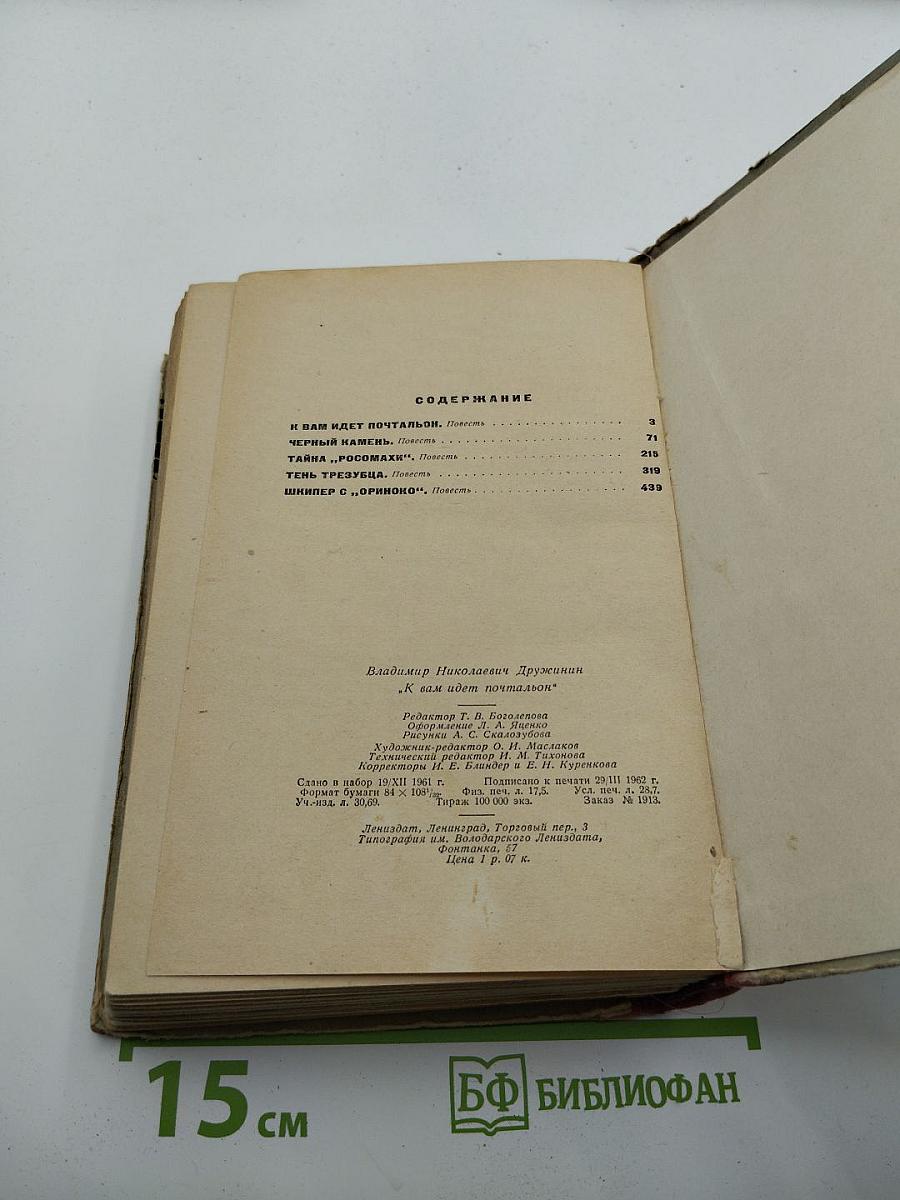 СОДЕРЖАНИЕ
К ВАМ ИДЕТ ПОЧТАЛЬОН. Повесть . . . . . . . . . . . . . . . . 3
ЧЕРНЫЙ КАМЕНЬ. Повесть . . . . . . . . . . . . . . . . . . . . 71
ТАЙНА „РОСОМАХИ“. Повесть . . . . . . . . . . . . . . . . . . 215
ТЕНЬ ТРЕЗУБЦА. Повесть . . . . . . . . . . . . . . . . . . . . 319
ШКИПЕР С „ОРИНОКО“. Повесть . . . . . . . . . . . . . . . . . 439
Владимир Николаевич Дружинин
„К вам идет почтальон“
Редактор Т. В. Боголепова
Оформление Л. А. Яценко
Рисунки А. С. Скалозубова
Художник-редактор О. И. Маслаков
Технический редактор И. М. Тихонова
Корректоры И. Е. Блиндер и Е. Н. Куренкова
Сдано в набор 19/XII 1961 г. Подписано к печати 29/III 1962 г.
Формат бумаги 84 × 108¹/₃₂. Физ. печ. л. 17,5. Усл. печ. л. 28,7.
Уч.-изд. л. 30,69. Тираж 100 000 экз. Заказ № 1913.
Лениздат, Ленинград, Торговый пер., 3
Типография им. Володарского Лениздата,
Фонтанка, 57
Цена 1 р. 07 к.
15 см
БФ БИБЛИОФАН